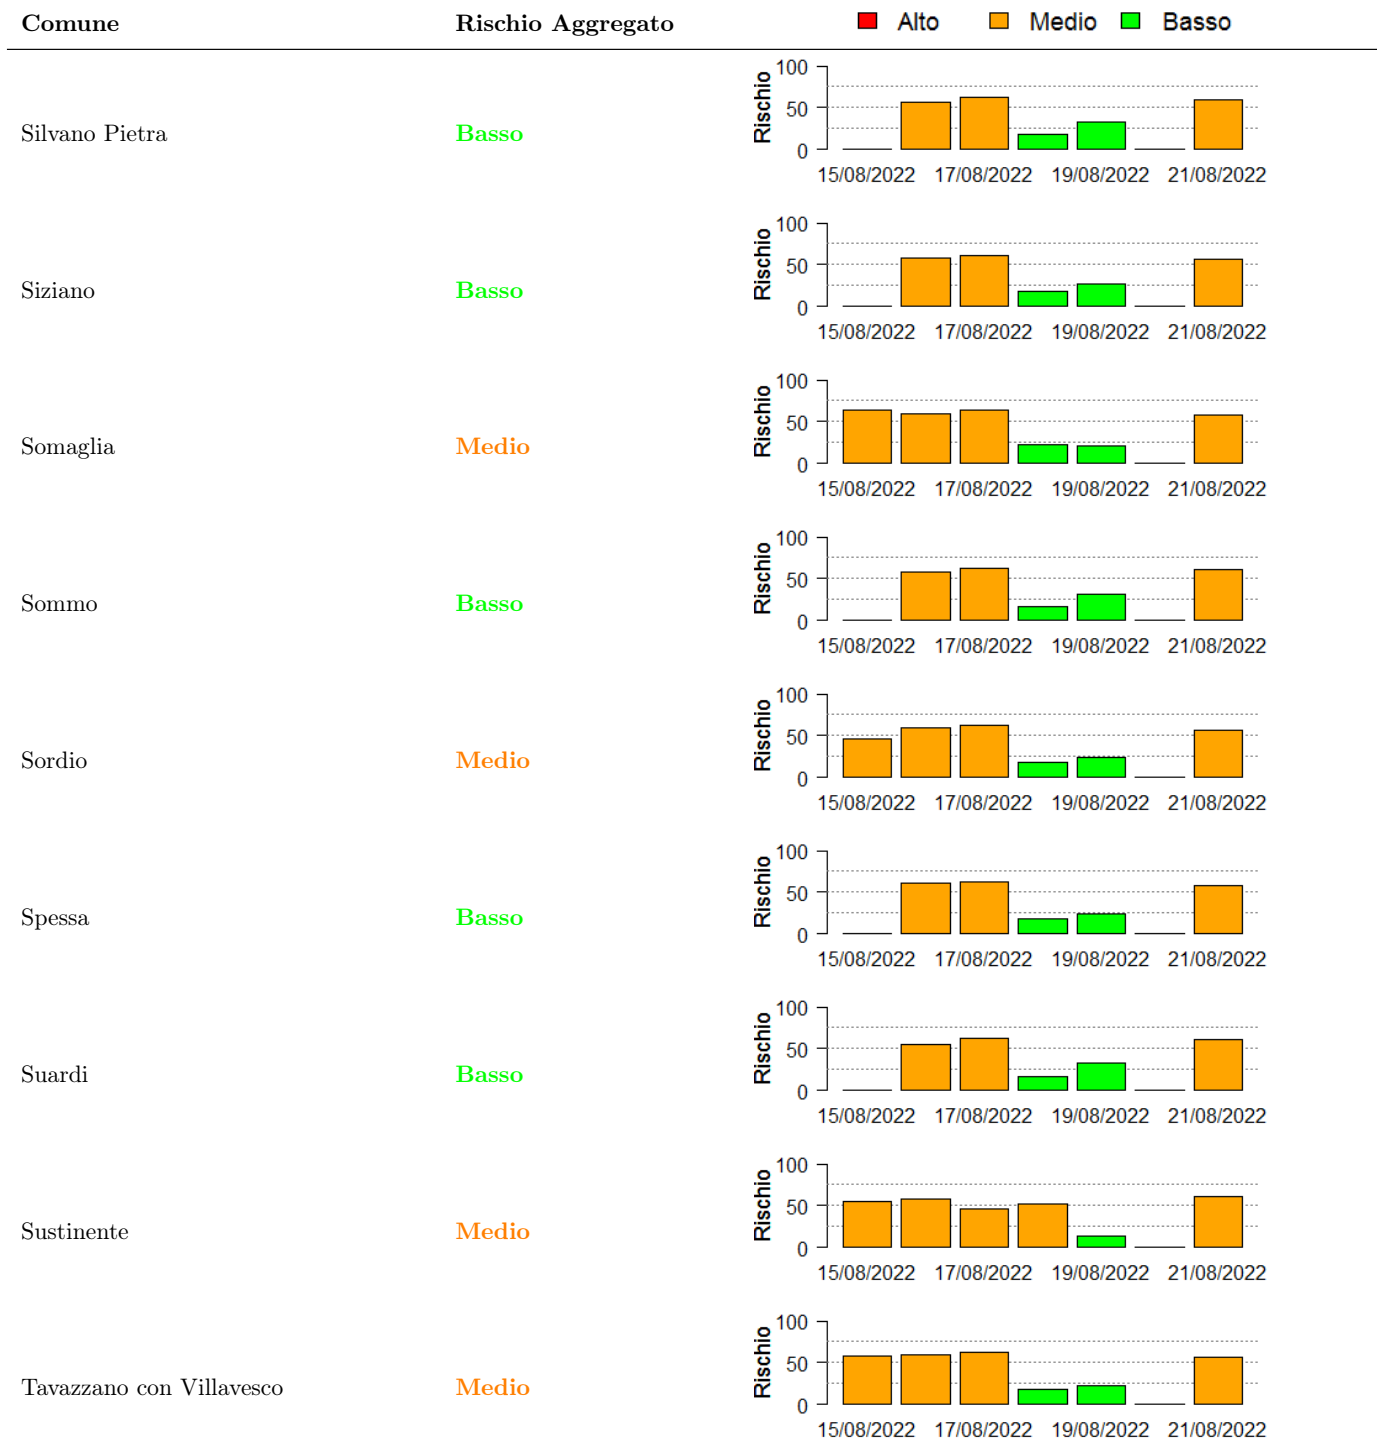 Comune Rischio Aggregato Alto Medio Basso
Silvano Pietra Basso
Rischio
100
50
0
15/08/2022 17/08/2022 19/08/2022 21/08/2022
Siziano Basso
Rischio
100
50
0
15/08/2022 17/08/2022 19/08/2022 21/08/2022
Somaglia Medio
Rischio
100
50
0
15/08/2022 17/08/2022 19/08/2022 21/08/2022
Sommo Basso
Rischio
100
50
0
15/08/2022 17/08/2022 19/08/2022 21/08/2022
Sordio Medio
Rischio
100
50
0
15/08/2022 17/08/2022 19/08/2022 21/08/2022
Spessa Basso
Rischio
100
50
0
15/08/2022 17/08/2022 19/08/2022 21/08/2022
Suardi Basso
Rischio
100
50
0
15/08/2022 17/08/2022 19/08/2022 21/08/2022
Sustinente Medio
Rischio
100
50
0
15/08/2022 17/08/2022 19/08/2022 21/08/2022
Tavazzano con Villavesco Medio
Rischio
100
50
0
15/08/2022 17/08/2022 19/08/2022 21/08/2022